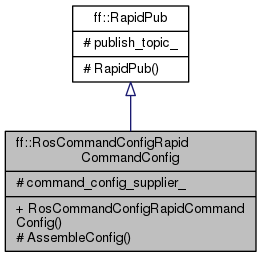 ff::RapidPub
# publish_topic_
# RapidPub()
ff::RosCommandConfigRapid
CommandConfig
# command_config_supplier_
+ RosCommandConfigRapidCommand
Config()
# AssembleConfig()